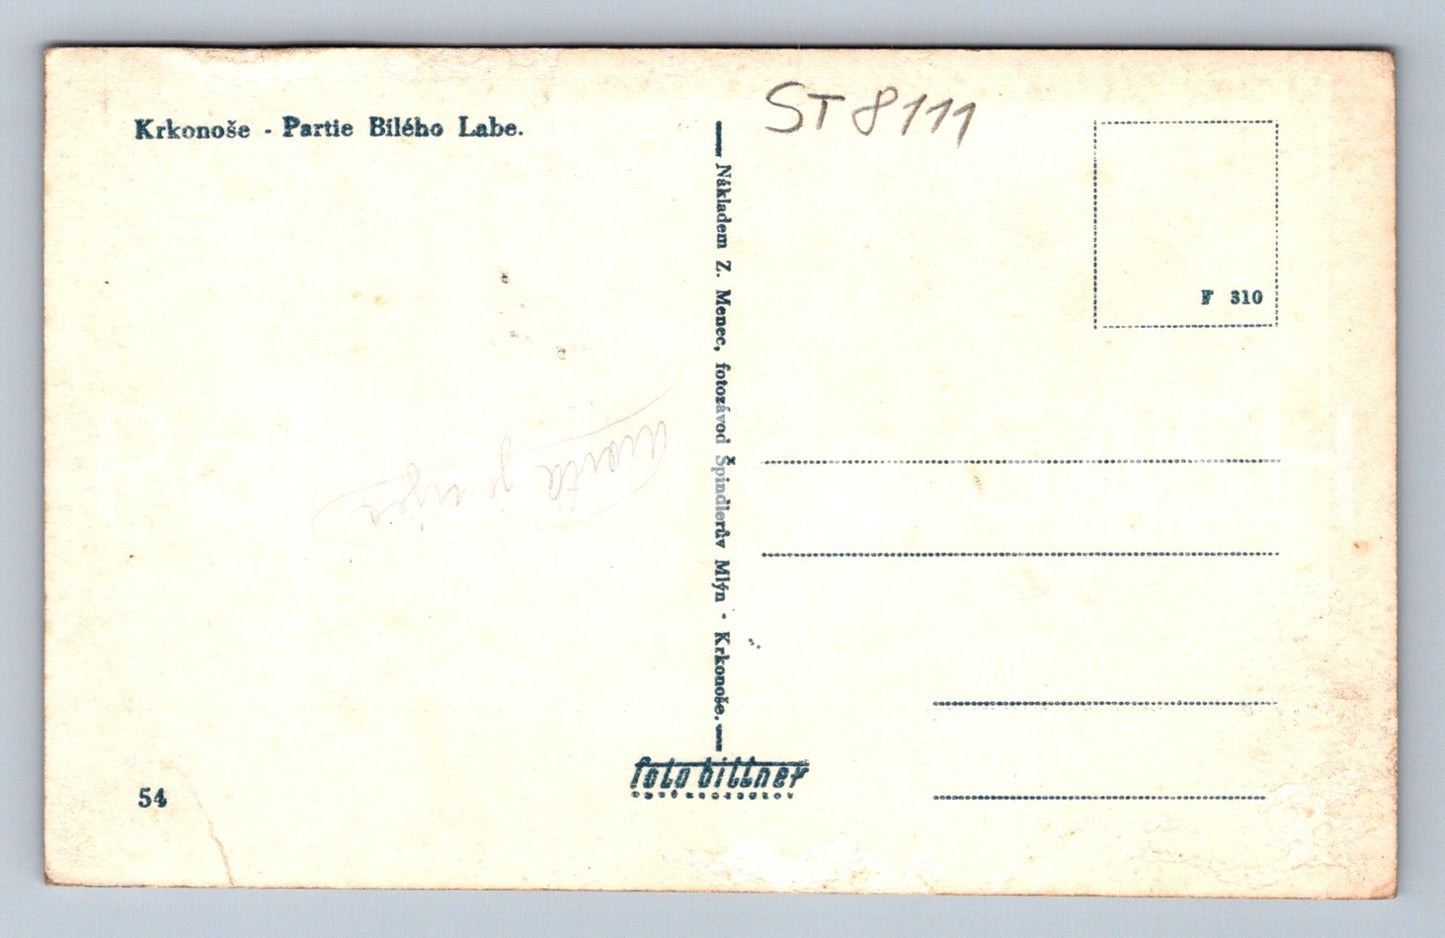 Krkonoše - Partie Bílého Labe.
ST 8111
F 310
Nákladem Z. Menec, fotozávod Špindlerův Mlýn • Krkonoše.
foto bittner
54